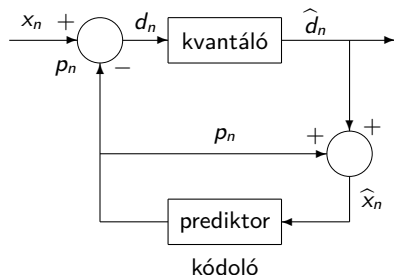 xₙ + dₙ kvantáló d̂ₙ
pₙ −
pₙ + +
x̂ₙ
prediktor
kódoló